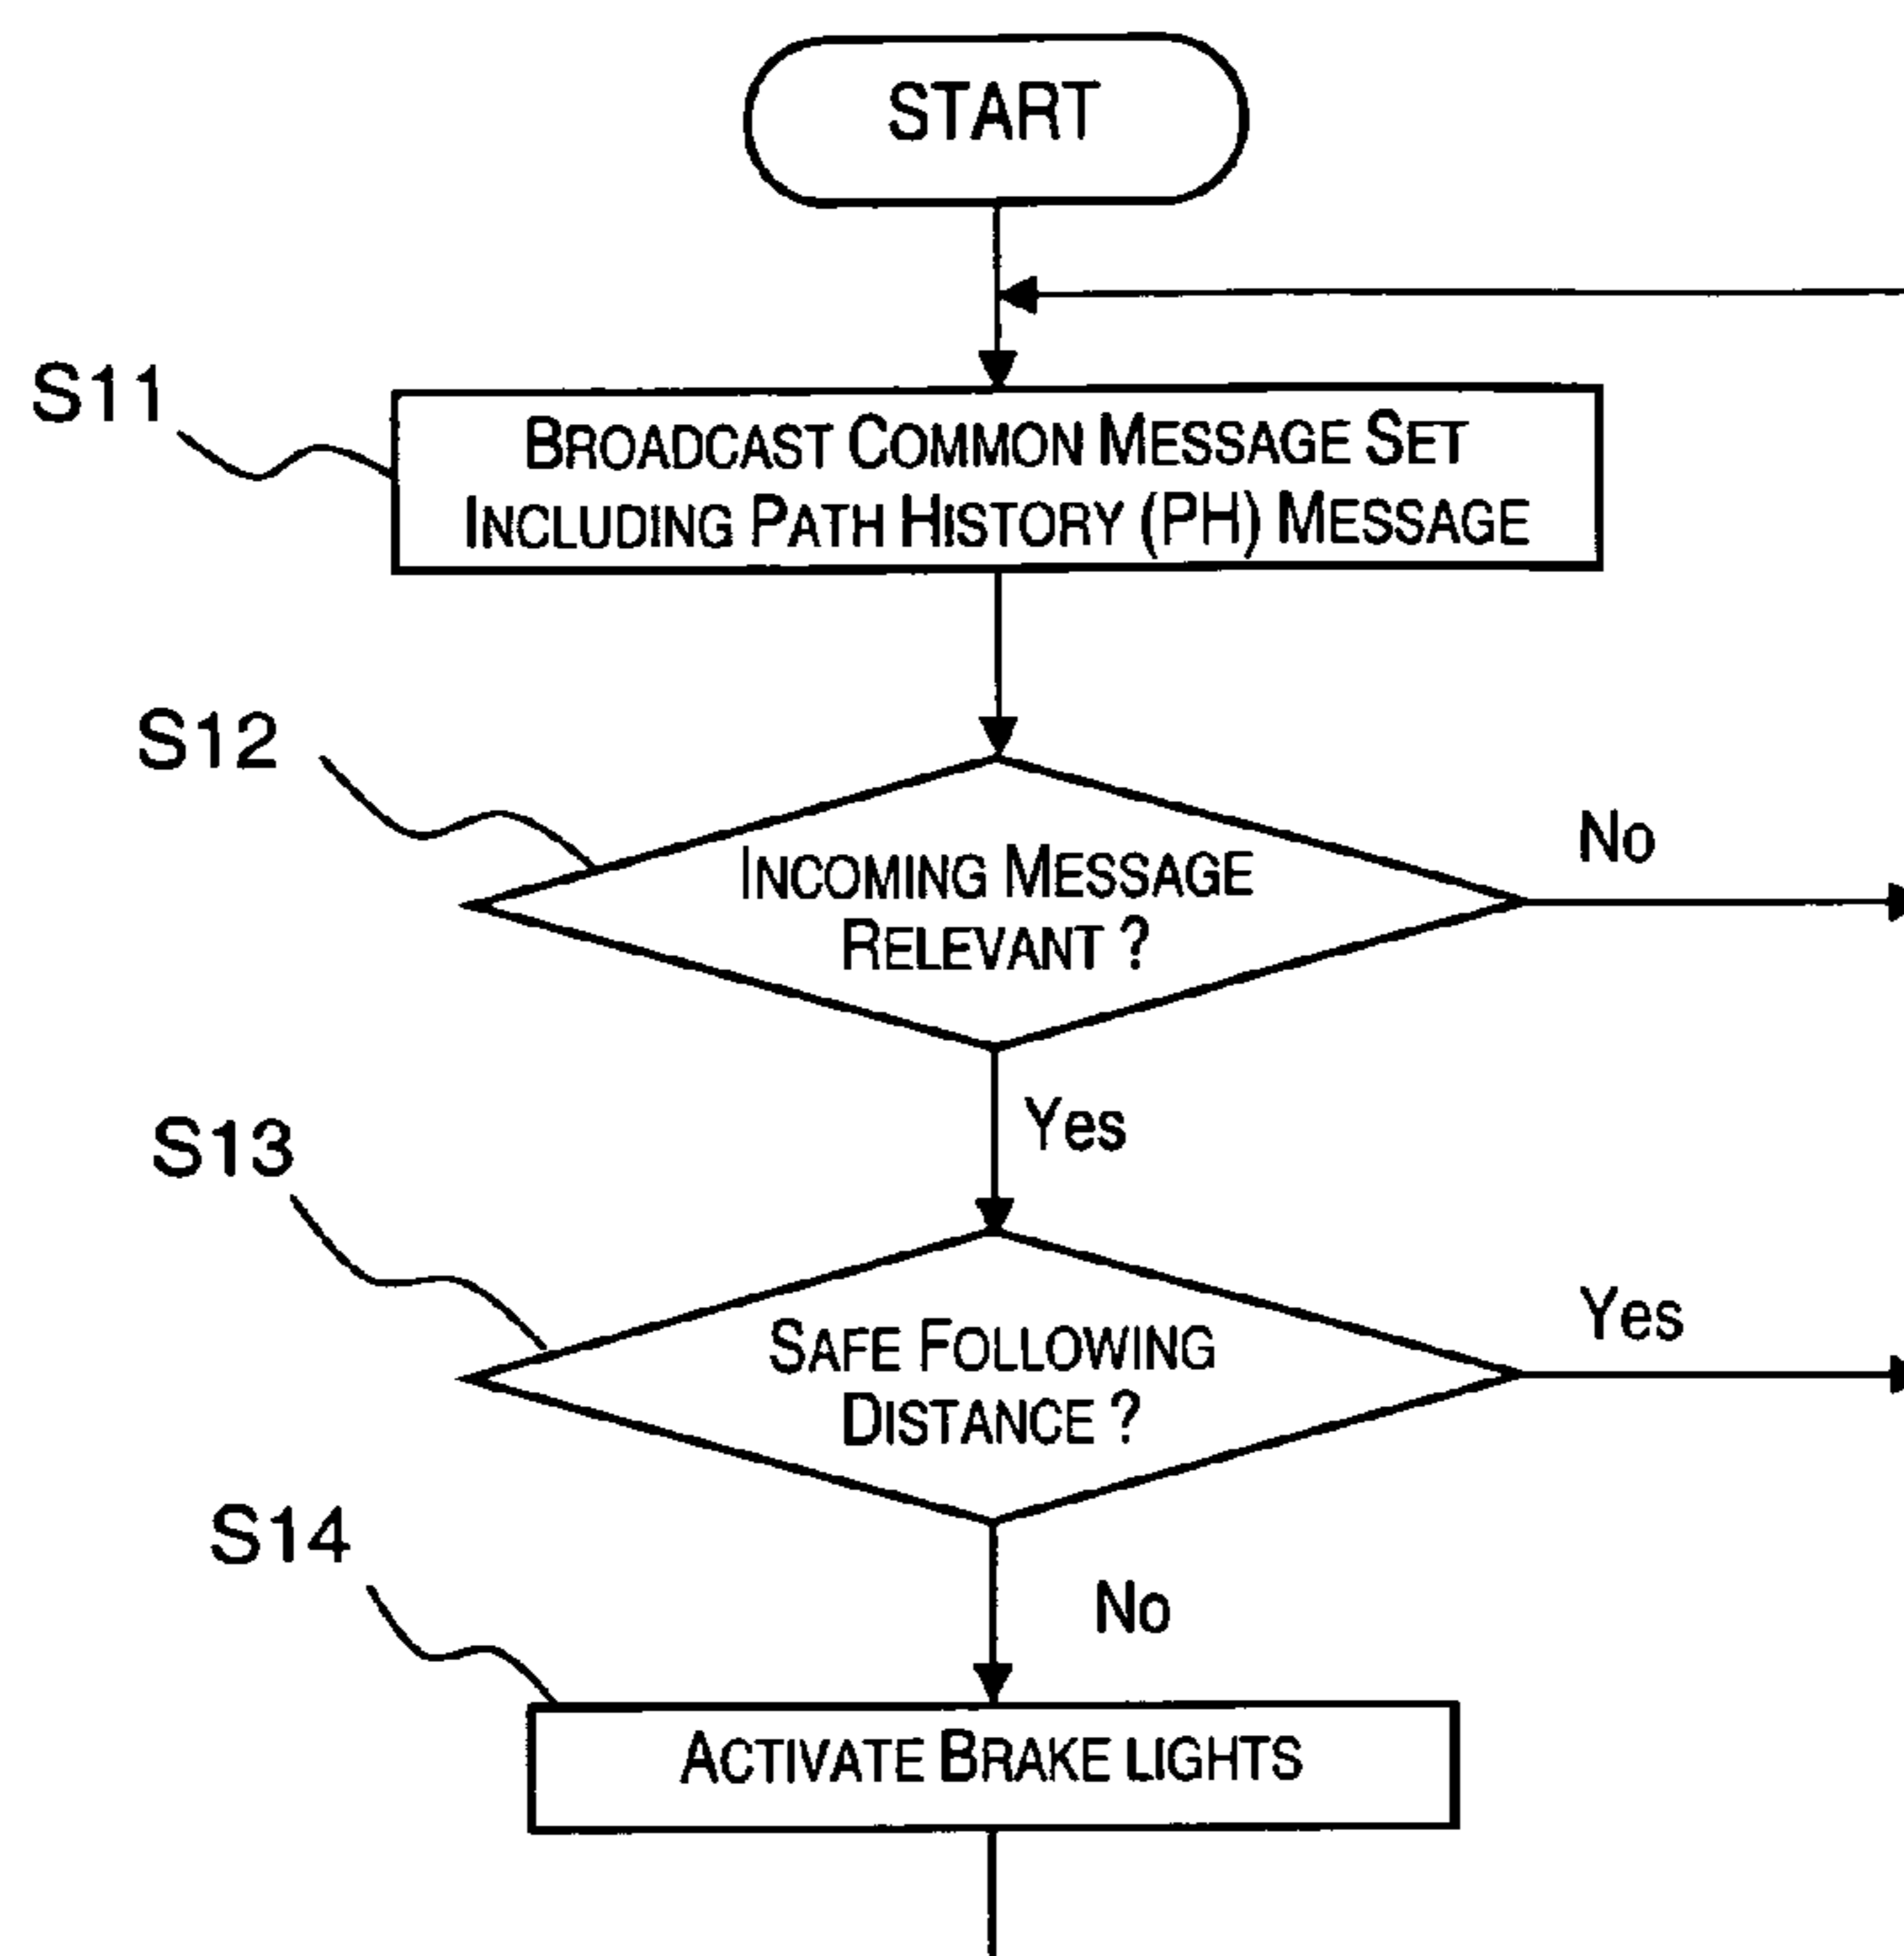 START
S11
BROADCAST COMMON MESSAGE SET
INCLUDING PATH HISTORY (PH) MESSAGE
S12
INCOMING MESSAGE
RELEVANT ?
No
Yes
S13
SAFE FOLLOWING
DISTANCE ?
Yes
No
S14
ACTIVATE BRAKE LIGHTS